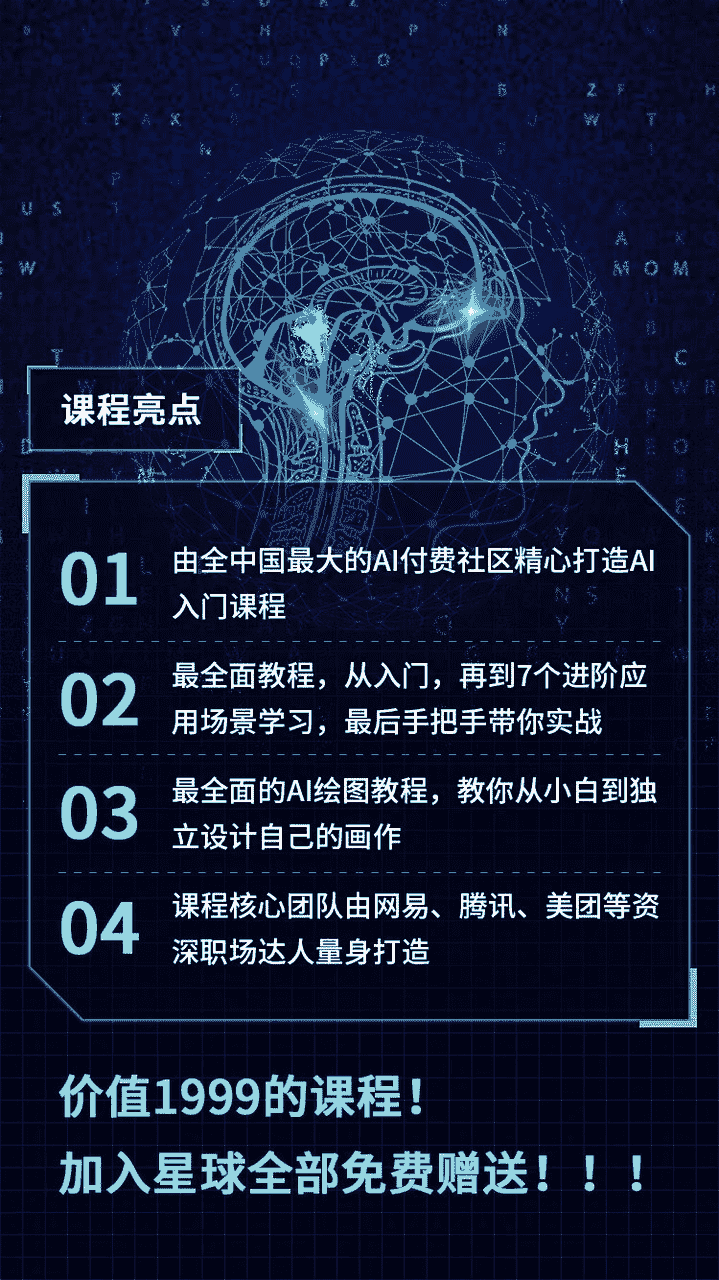 课程亮点
01
由全中国最大的AI付费社区精心打造AI
入门课程
02
最全面教程，从入门，再到7个进阶应
用场景学习，最后手把手带你实战
03
最全面的AI绘图教程，教你从小白到独
立设计自己的画作
04
课程核心团队由网易、腾讯、美团等资
深职场达人量身打造
价值1999的课程！
加入星球全部免费赠送！！！